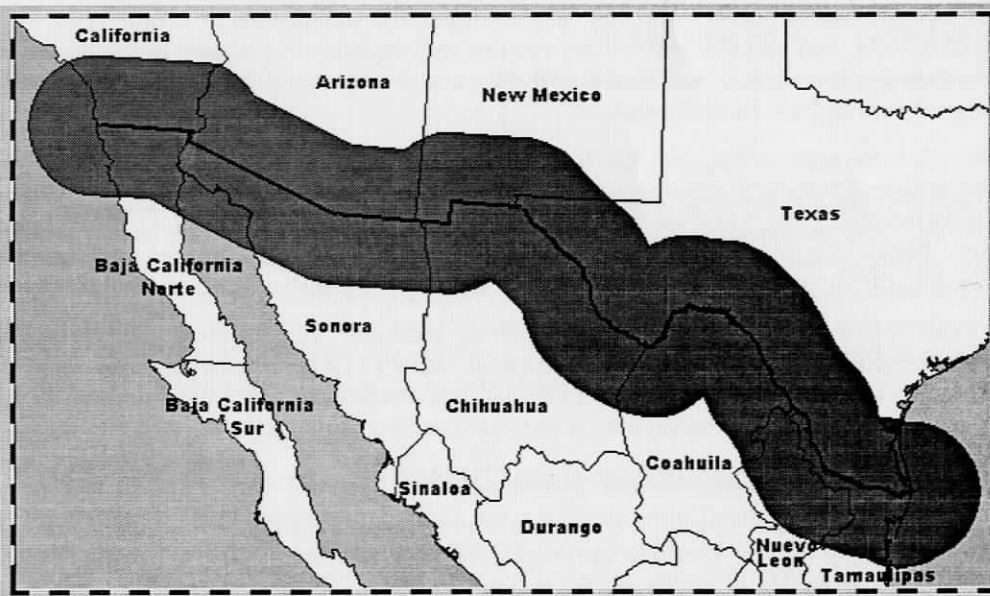 California
Arizona
New Mexico
Texas
Baja California
Norte
Sonora
Baja California
Sur
Chihuahua
Coahuila
Sinaloa
Durango
Nuevo
Leon
Tamaulipas